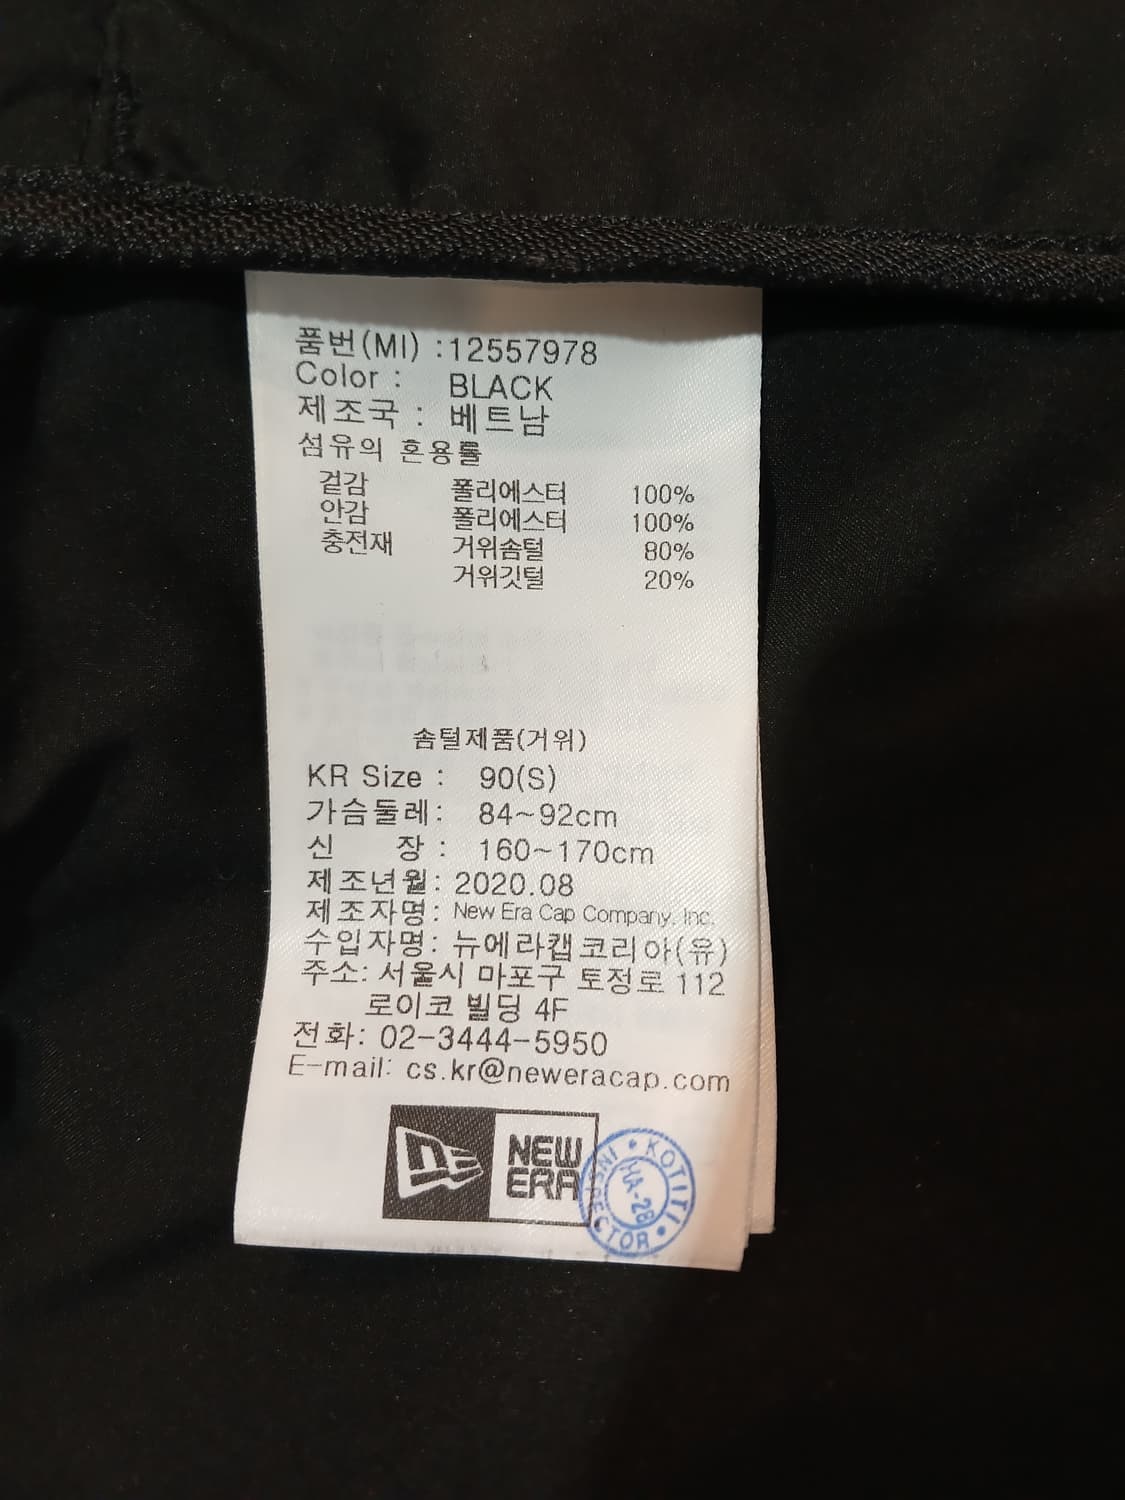 품번(MI) :12557978
Color : BLACK
제조국 : 베트남
섬유의 혼용률
겉감 폴리에스터 100%
안감 폴리에스터 100%
충전재 거위솜털 80%
거위깃털 20%
솜털제품(거위)
KR Size : 90(S)
가슴둘레: 84~92cm
신 장 : 160~170cm
제조년월: 2020.08
제조자명: New Era Cap Company, Inc.
수입자명: 뉴에라캡코리아(유)
주소: 서울시 마포구 토정로 112
로이코 빌딩 4F
전화: 02-3444-5950
E-mail: cs.kr@neweracap.com
NEW
ERA
KOTITI • INSPECTOR •
HA-28